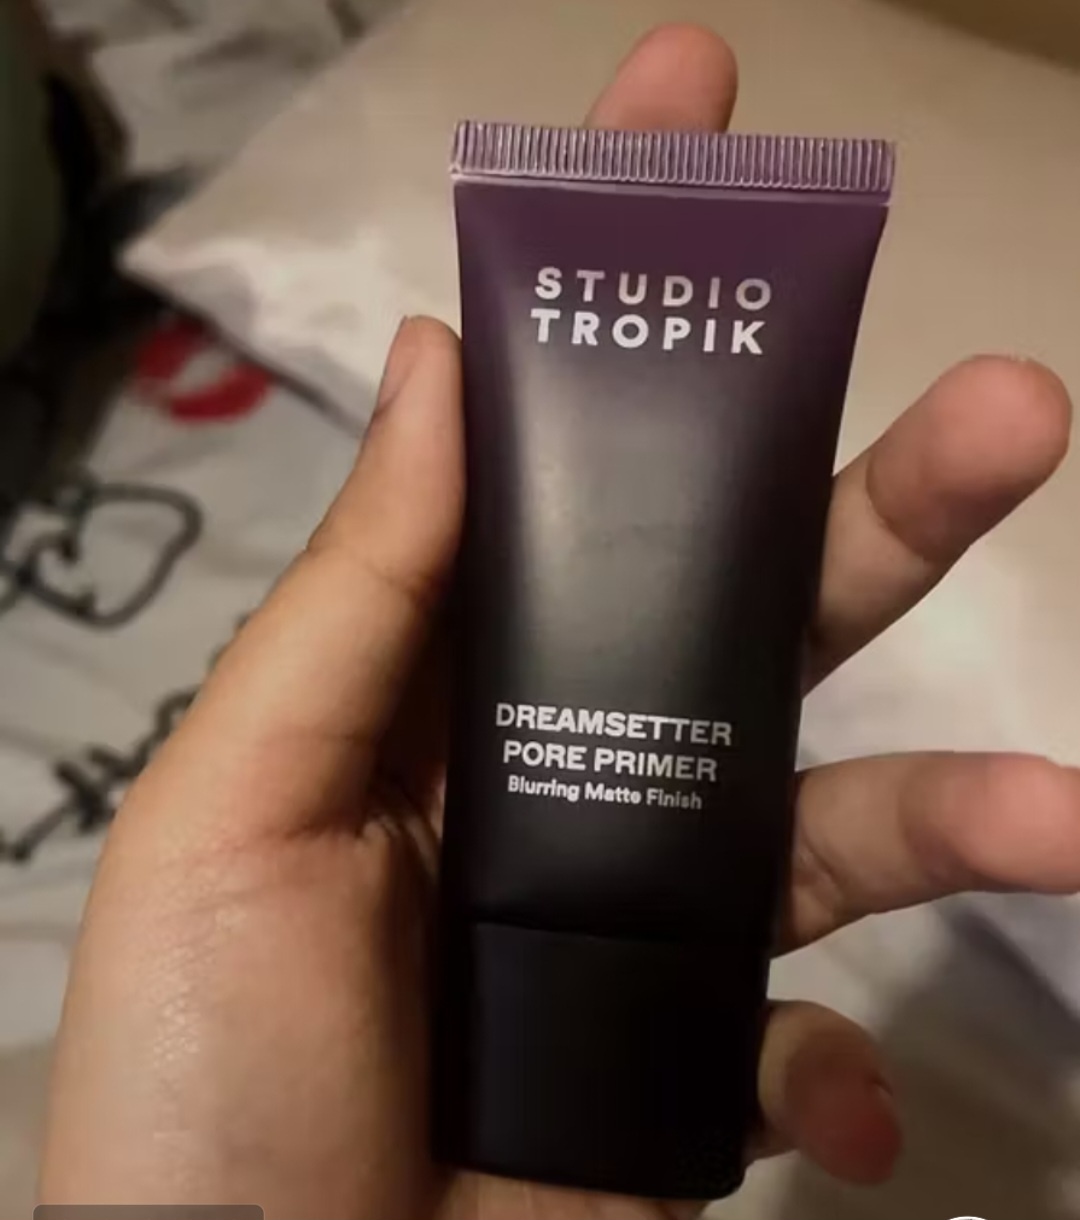 STUDIO
TROPIK
DREAMSETTER
PORE PRIMER
Blurring Matte Finish